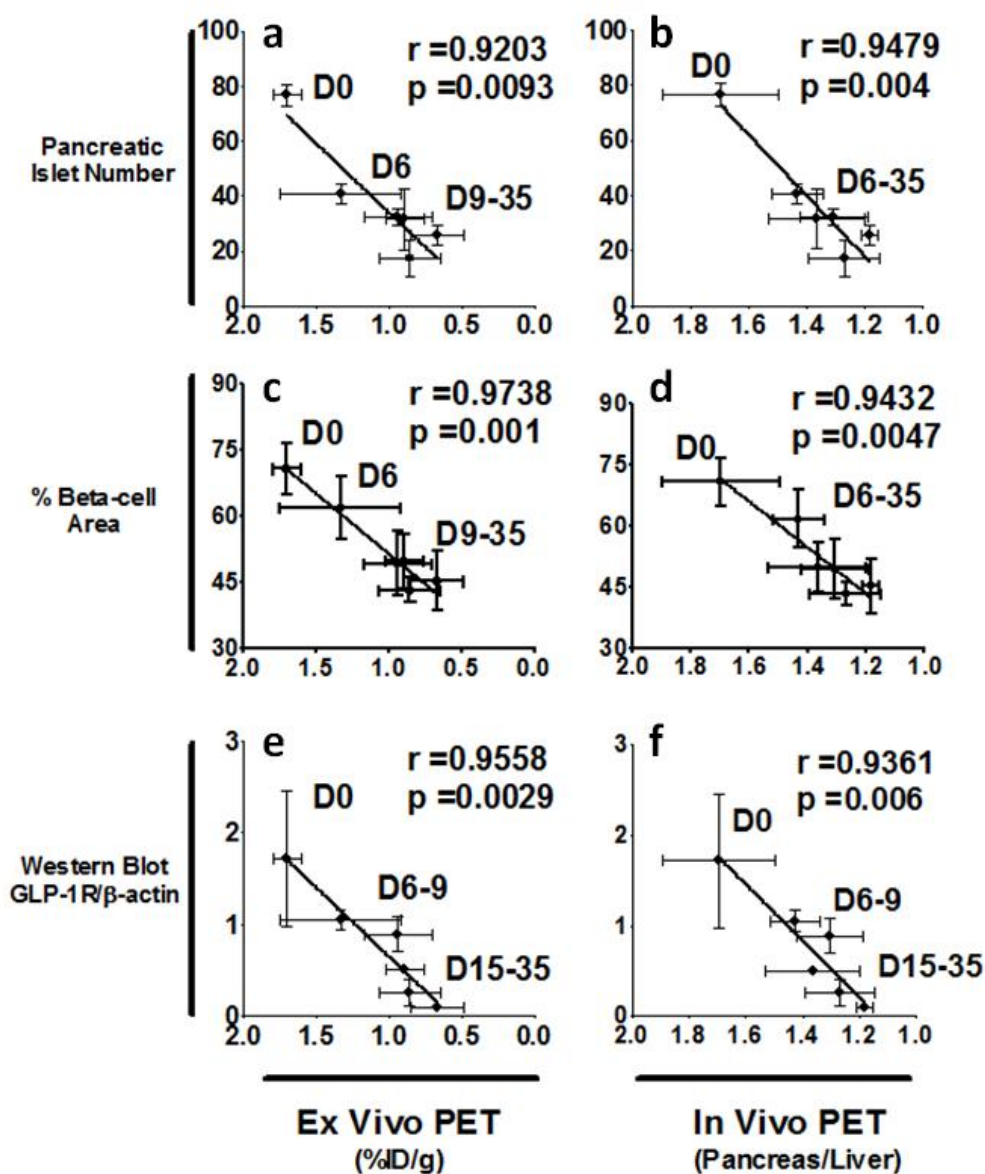 a
b
r =0.9203
p =0.0093
r =0.9479
p =0.004
100
80
60
40
20
0
D0
D6
D9-35
2.0 1.5 1.0 0.5 0.0
Pancreatic
Islet Number
100
80
60
40
20
0
D0
D6-35
2.0 1.8 1.6 1.4 1.2 1.0
c
d
r =0.9738
p =0.001
r =0.9432
p =0.0047
90
75
60
45
30
D0
D6
D9-35
2.0 1.5 1.0 0.5 0.0
% Beta-cell
Area
90
75
60
45
30
D0
D6-35
2.0 1.8 1.6 1.4 1.2 1.0
e
f
r =0.9558
p =0.0029
r =0.9361
p =0.006
3
2
1
0
D0
D6-9
D15-35
2.0 1.5 1.0 0.5 0.0
Western Blot
GLP-1R/β-actin
3
2
1
0
D0
D6-9
D15-35
2.0 1.8 1.6 1.4 1.2 1.0
Ex Vivo PET
(%ID/g)
In Vivo PET
(Pancreas/Liver)